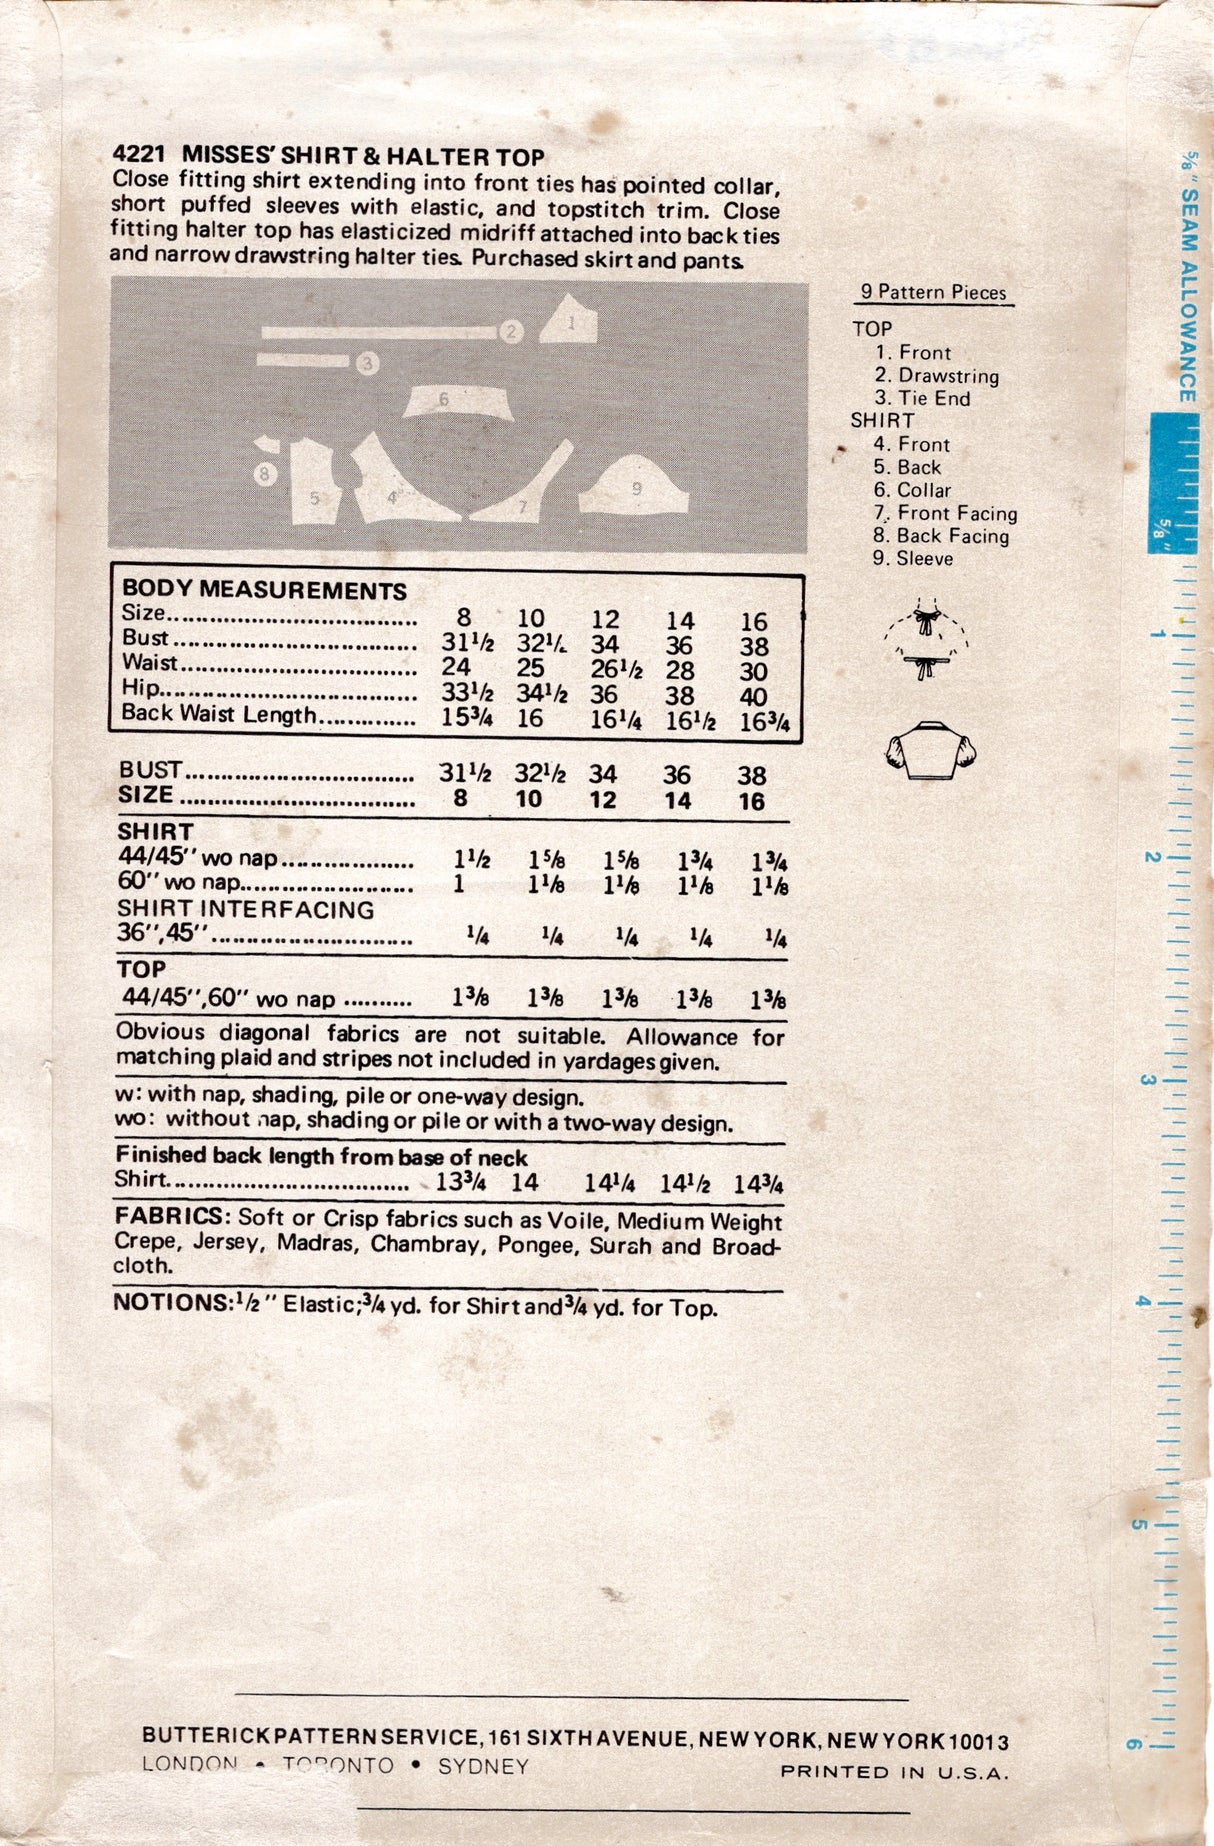 4221 MISSES' SHIRT & HALTER TOP
Close fitting shirt extending into front ties has pointed collar,
short puffed sleeves with elastic, and topstitch trim. Close
fitting halter top has elasticized midriff attached into back ties
and narrow drawstring halter ties. Purchased skirt and pants.
1
2
3
6
8
5
4
7
9
9 Pattern Pieces
TOP
1. Front
2. Drawstring
3. Tie End
SHIRT
4. Front
5. Back
6. Collar
7. Front Facing
8. Back Facing
9. Sleeve
BODY MEASUREMENTS
Size.................................. 8 10 12 14 16
Bust.................................. 31½ 32½ 34 36 38
Waist................................. 24 25 26½ 28 30
Hip................................... 33½ 34½ 36 38 40
Back Waist Length.............. 15¾ 16 16¼ 16½ 16¾
BUST................................ 31½ 32½ 34 36 38
SIZE ................................ 8 10 12 14 16
SHIRT
44/45'' wo nap................... 1½ 1⅝ 1⅝ 1¾ 1¾
60'' wo nap........................ 1 1⅛ 1⅛ 1⅛ 1⅛
SHIRT INTERFACING
36'',45''............................ ¼ ¼ ¼ ¼ ¼
TOP
44/45'',60'' wo nap .......... 1⅜ 1⅜ 1⅜ 1⅜ 1⅜
Obvious diagonal fabrics are not suitable. Allowance for
matching plaid and stripes not included in yardages given.
w: with nap, shading, pile or one-way design.
wo: without nap, shading or pile or with a two-way design.
Finished back length from base of neck
Shirt.................................. 13¾ 14 14¼ 14½ 14¾
FABRICS: Soft or Crisp fabrics such as Voile, Medium Weight
Crepe, Jersey, Madras, Chambray, Pongee, Surah and Broad-
cloth.
NOTIONS: ½" Elastic; ¾ yd. for Shirt and ¾ yd. for Top.
⅝" SEAM ALLOWANCE
⅝"
1
2
3
4
5
6
BUTTERICK PATTERN SERVICE, 161 SIXTH AVENUE, NEW YORK, NEW YORK 10013
LONDON • TORONTO • SYDNEY
PRINTED IN U.S.A.